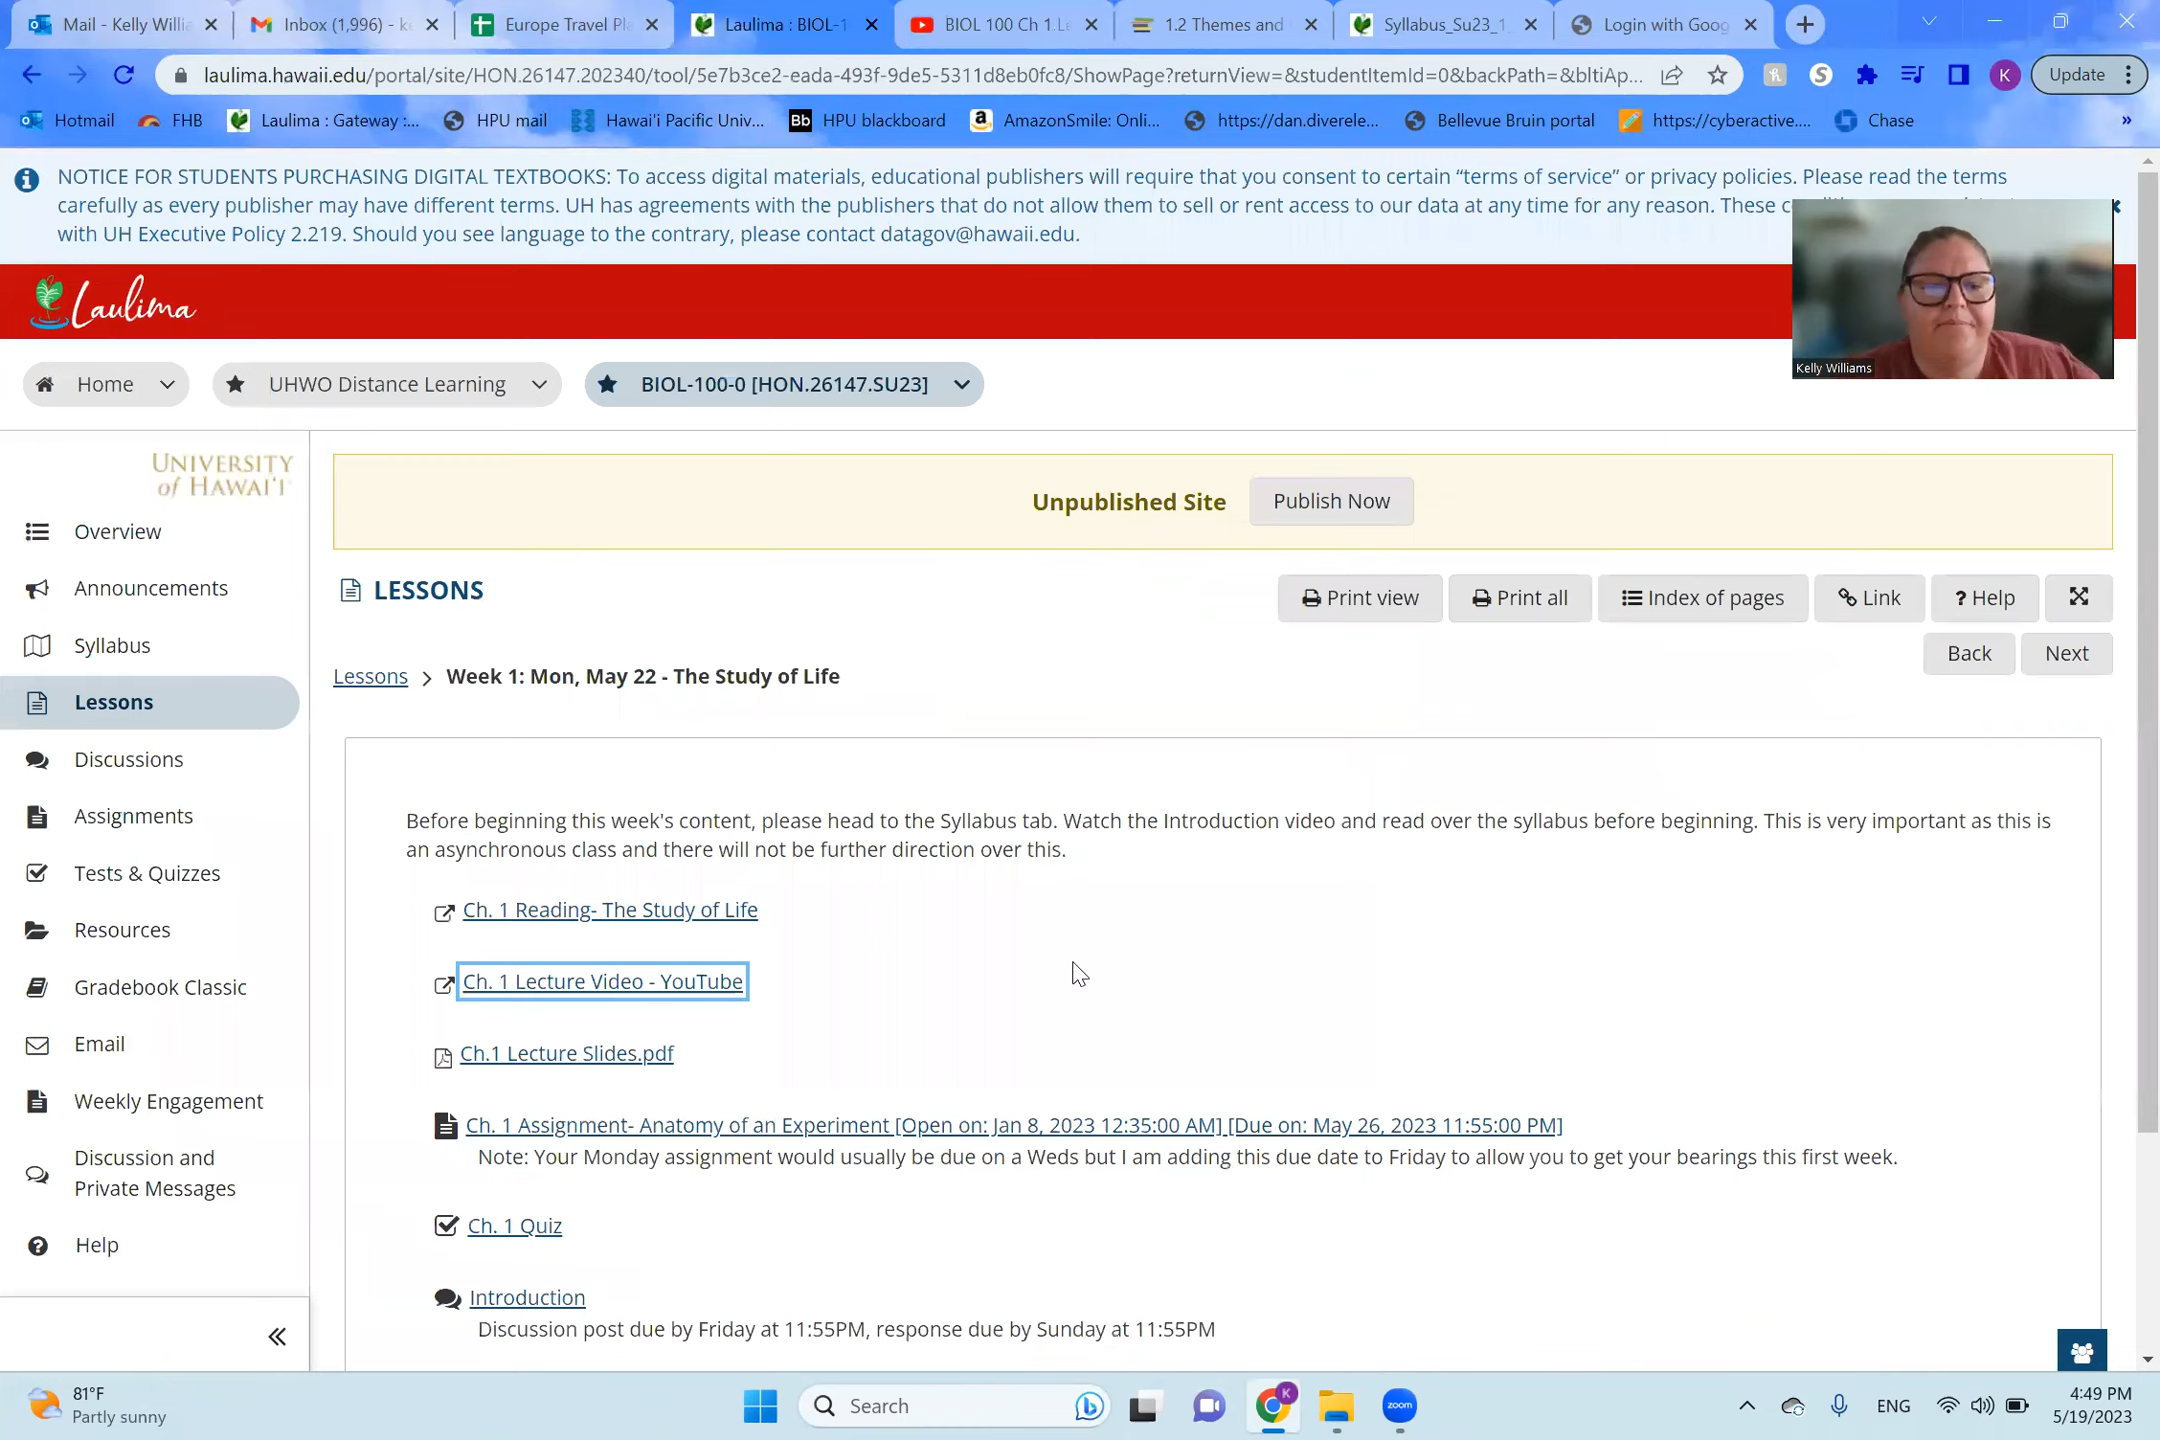 Mail - Kelly Willia
Inbox (1,996) - ke
Europe Travel Pla
Laulima : BIOL-1
BIOL 100 Ch 1.Le
1.2 Themes and
Syllabus_Su23_1
Login with Goog
laulima.hawaii.edu/portal/site/HON.26147.202340/tool/5e7b3ce2-eada-493f-9de5-5311d8eb0fc8/ShowPage?returnView=&studentItemId=0&backPath=&bltiAp...
K
Update
Hotmail
FHB
Laulima : Gateway :...
HPU mail
Hawai'i Pacific Univ...
Bb HPU blackboard
AmazonSmile: Onli...
https://dan.diverele...
Bellevue Bruin portal
https://cyberactive....
Chase
»
NOTICE FOR STUDENTS PURCHASING DIGITAL TEXTBOOKS: To access digital materials, educational publishers will require that you consent to certain “terms of service” or privacy policies. Please read the terms
carefully as every publisher may have different terms. UH has agreements with the publishers that do not allow them to sell or rent access to our data at any time for any reason. These
with UH Executive Policy 2.219. Should you see language to the contrary, please contact datagov@hawaii.edu.
Laulima
Kelly Williams
Home
UHWO Distance Learning
BIOL-100-0 [HON.26147.SU23]
UNIVERSITY
of HAWAI'I
Overview
Announcements
Syllabus
Lessons
Discussions
Assignments
Tests & Quizzes
Resources
Gradebook Classic
Email
Weekly Engagement
Discussion and
Private Messages
Help
Unpublished Site
Publish Now
LESSONS
Print view
Print all
Index of pages
Link
? Help
Back
Next
Lessons > Week 1: Mon, May 22 - The Study of Life
Before beginning this week's content, please head to the Syllabus tab. Watch the Introduction video and read over the syllabus before beginning. This is very important as this is
an asynchronous class and there will not be further direction over this.
Ch. 1 Reading- The Study of Life
Ch. 1 Lecture Video - YouTube
Ch.1 Lecture Slides.pdf
Ch. 1 Assignment- Anatomy of an Experiment [Open on: Jan 8, 2023 12:35:00 AM] [Due on: May 26, 2023 11:55:00 PM]
Note: Your Monday assignment would usually be due on a Weds but I am adding this due date to Friday to allow you to get your bearings this first week.
Ch. 1 Quiz
Introduction
Discussion post due by Friday at 11:55PM, response due by Sunday at 11:55PM
81°F
Partly sunny
Search
K
zoom
ENG
4:49 PM
5/19/2023